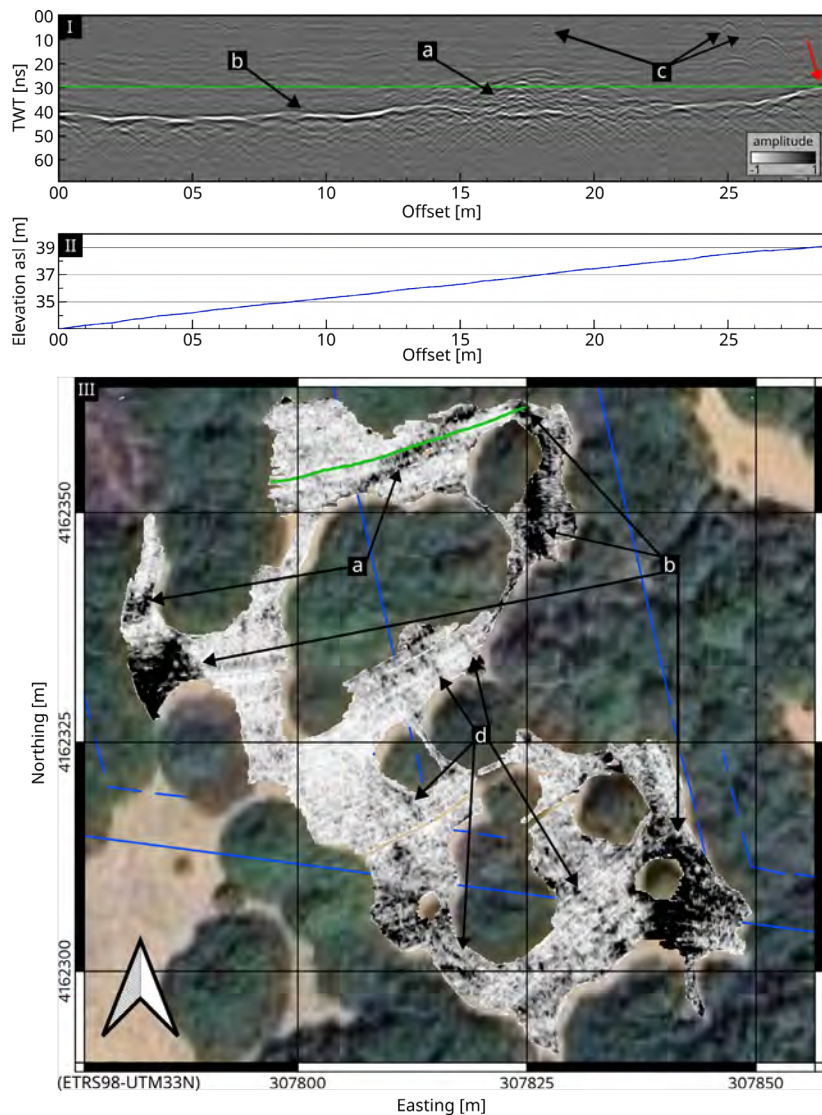 I
TWT [ns]
00
10
20
30
40
50
60
a
b
c
amplitude
-1 1
00 05 10 15 20 25
Offset [m]
II
Elevation asl [m]
39
37
35
00 05 10 15 20 25
Offset [m]
III
Northing [m]
4162350
4162325
4162300
a
b
d
(ETRS98-UTM33N) 307800 307825 307850
Easting [m]